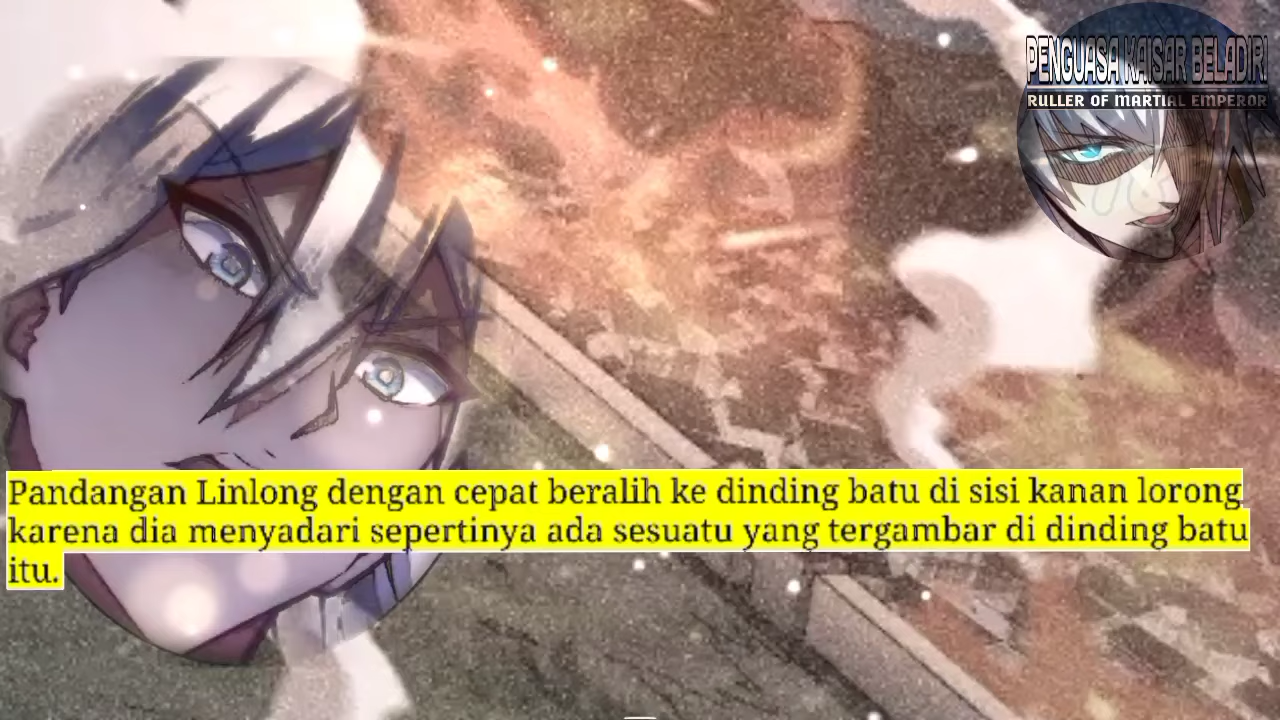 PENGUASA KAISAR BELADIRI
RULLER OF MARTIAL EMPEROR
Pandangan Linlong dengan cepat beralih ke dinding batu di sisi kanan lorong
karena dia menyadari sepertinya ada sesuatu yang tergambar di dinding batu
itu.